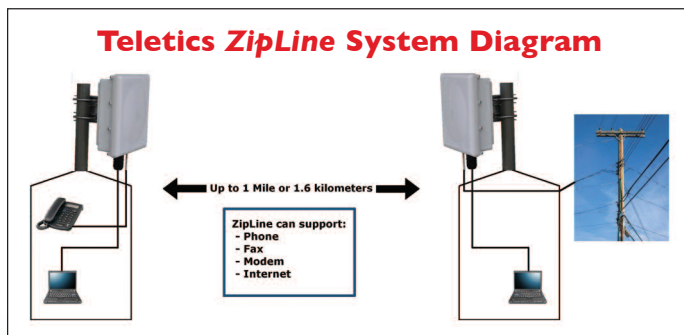 Teletics ZipLine System Diagram
Up to 1 Mile or 1.6 kilometers
ZipLine can support:
- Phone
- Fax
- Modem
- Internet